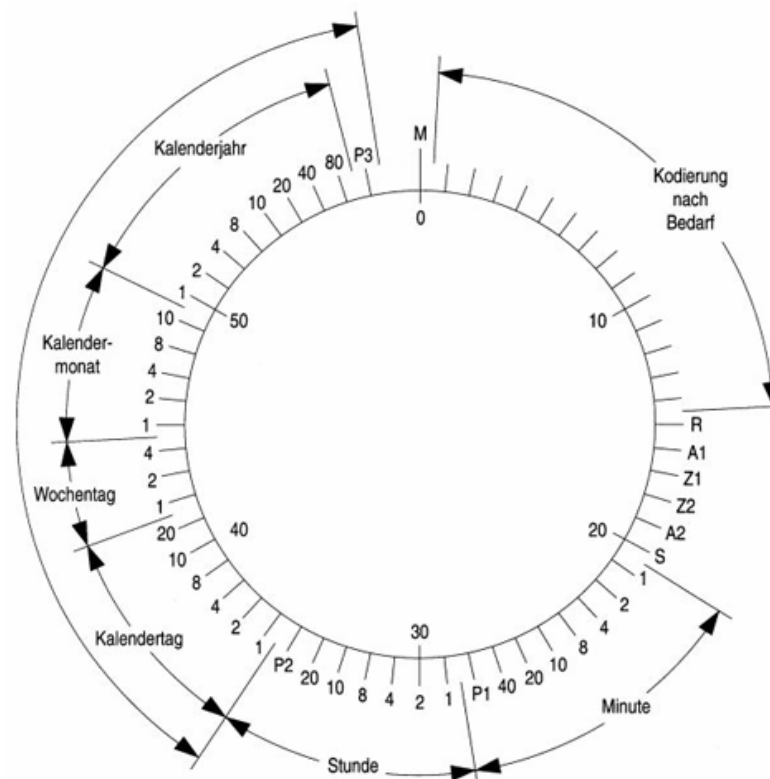 M
0
Kodierung
nach
Bedarf
10
R
A1
Z1
Z2
A2
S
20
1
2
4
8
10
20
40
Minute
P1
1
30
2
4
8
10
20
Stunde
P2
1
2
4
8
10
20
Kalendertag
40
1
2
4
Wochentag
1
2
4
8
10
Kalender-
monat
50
1
2
4
8
10
20
40
80
Kalenderjahr
P3